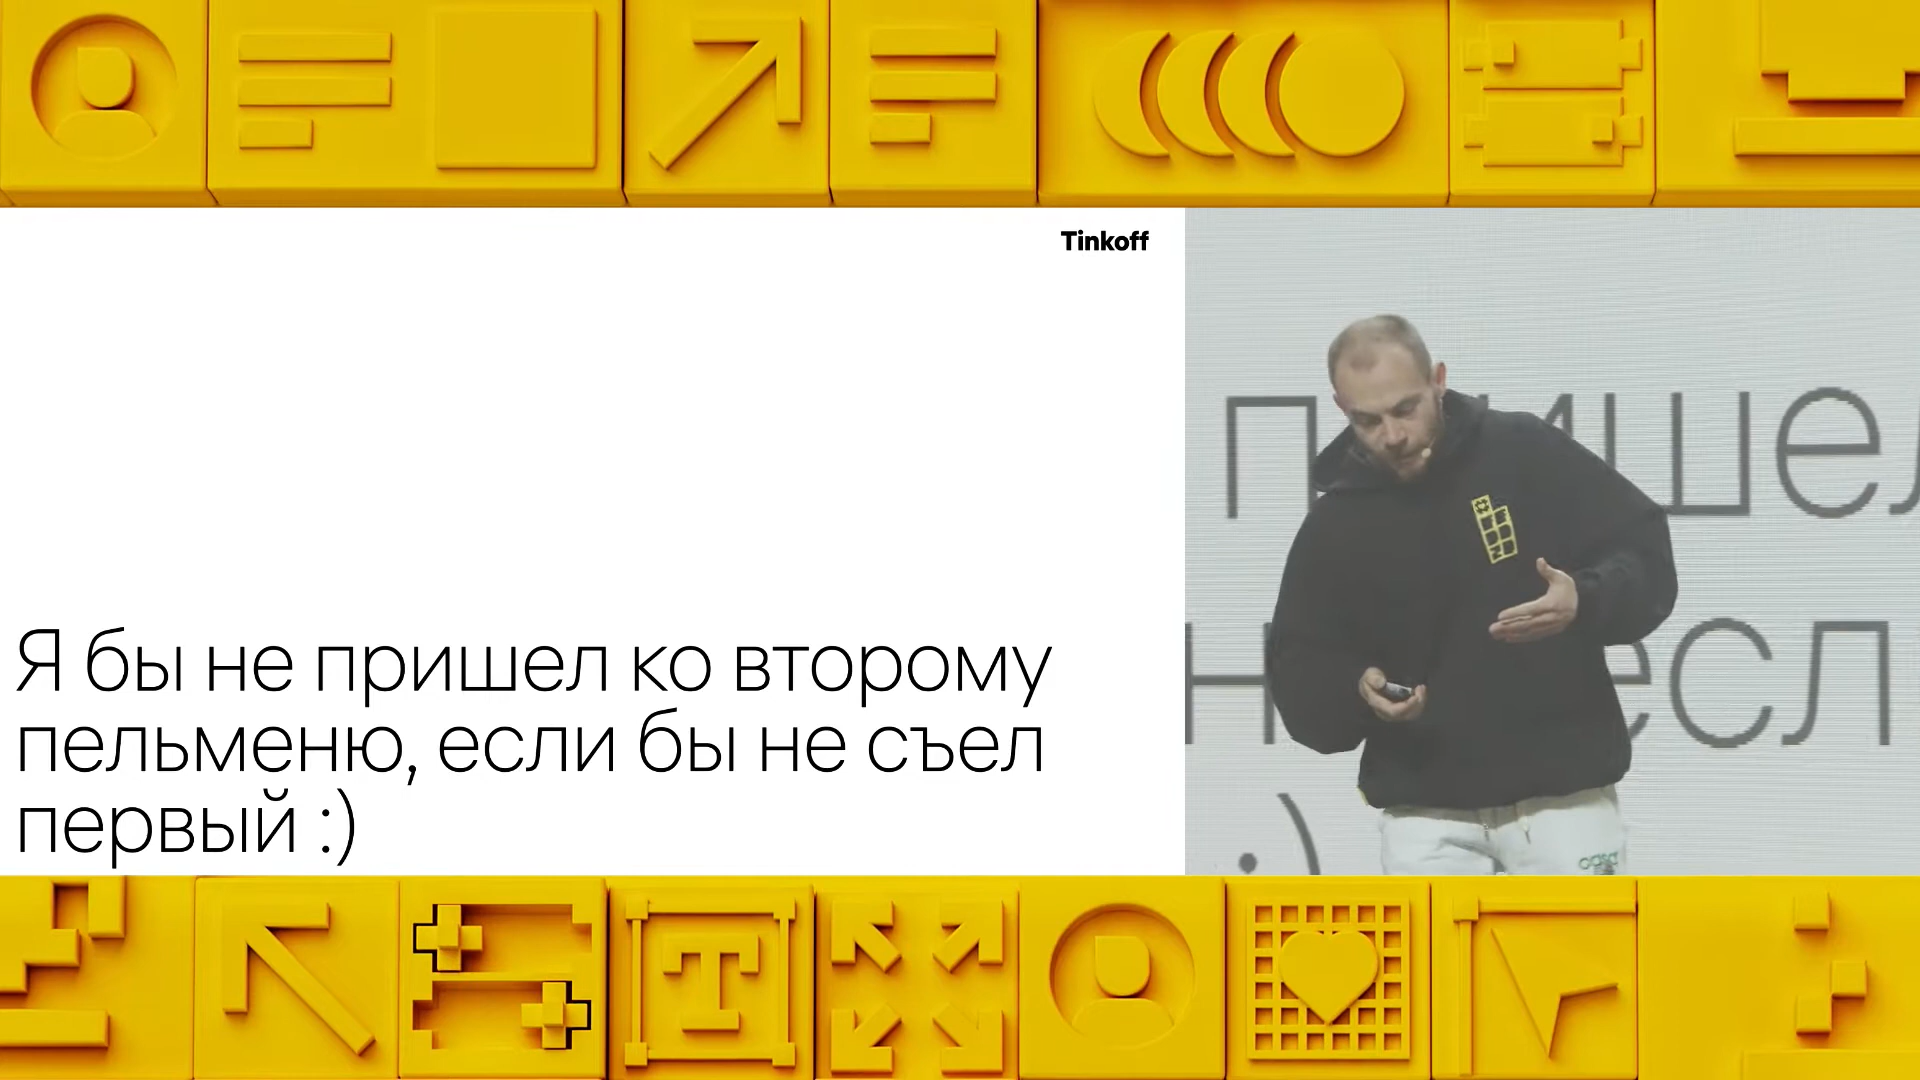 Tinkoff
Я бы не пришел ко второму
пельменю, если бы не съел
первый :)
T